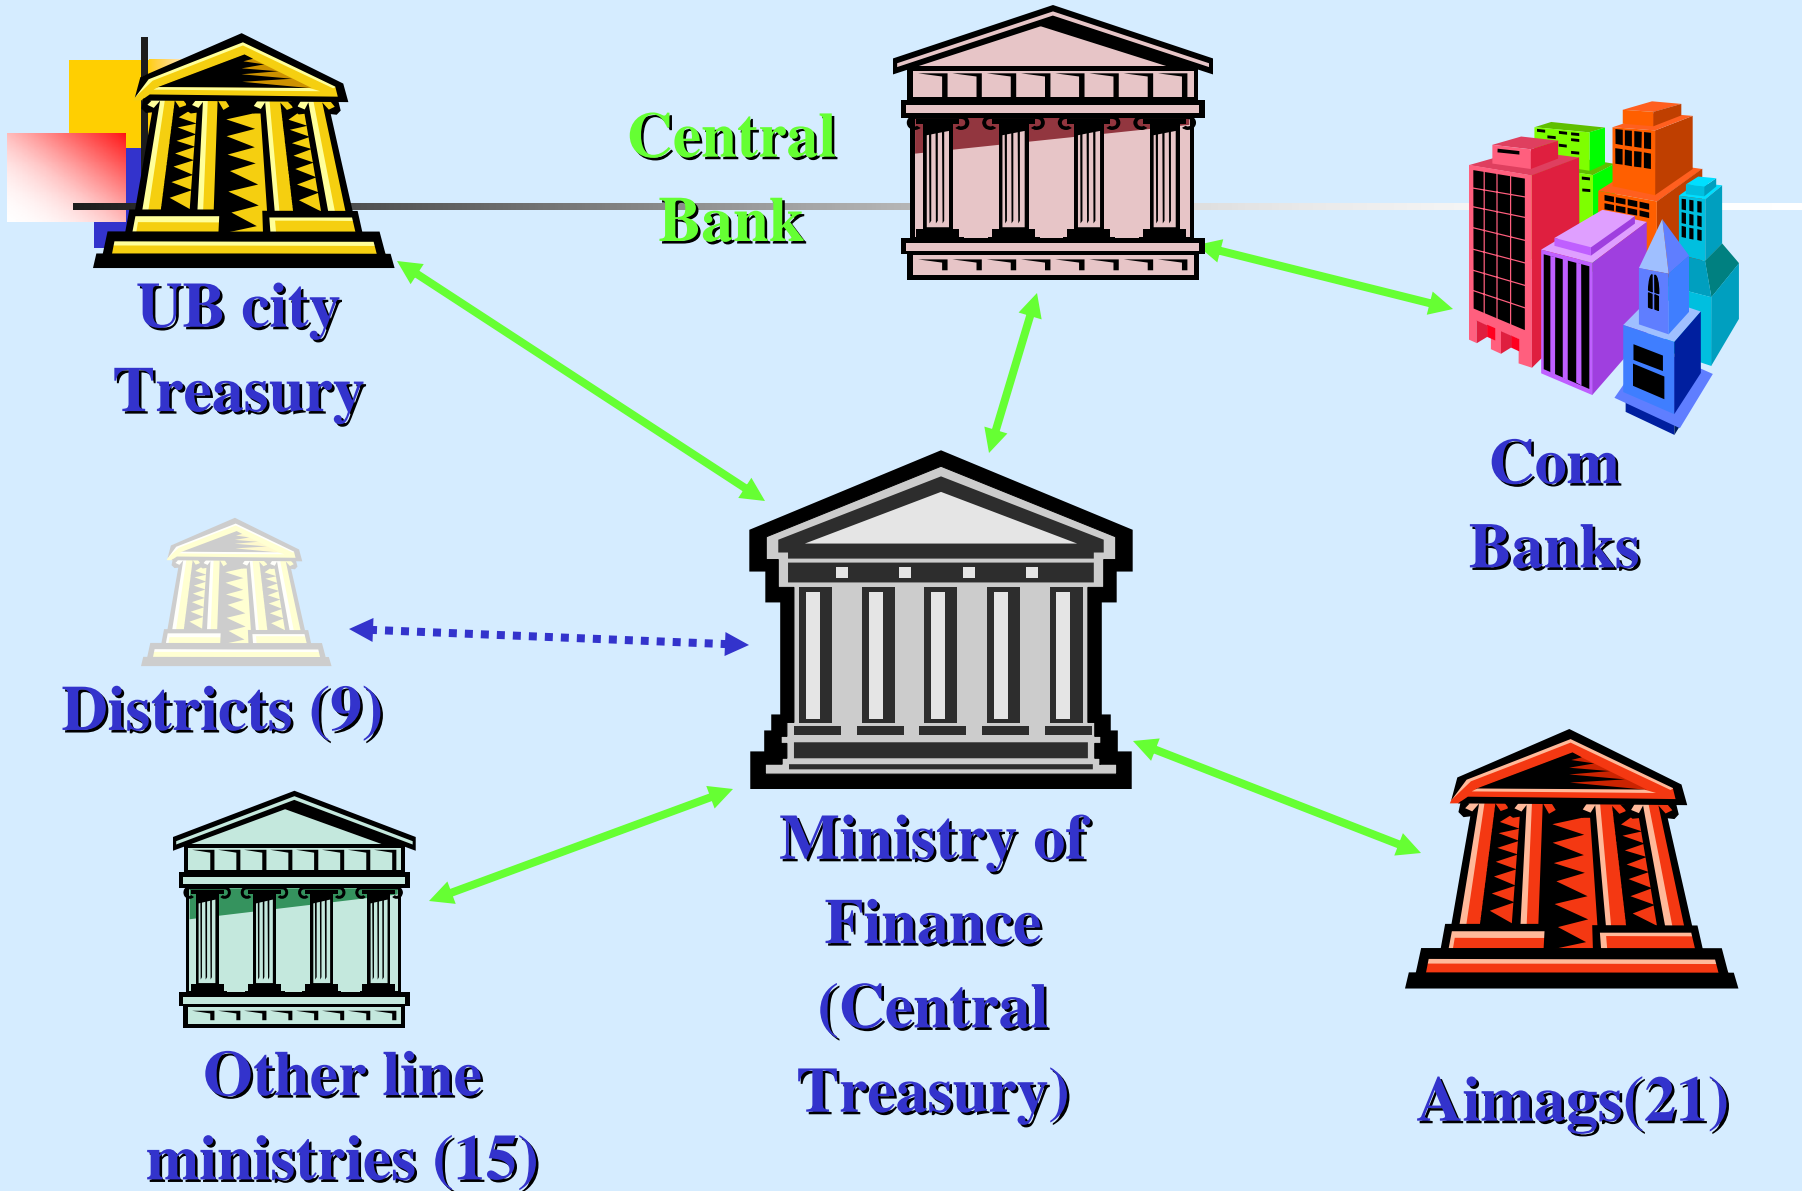 Central
Bank
UB city
Treasury
Com
Banks
Districts (9)
Ministry of
Finance
(Central
Treasury)
Other line
ministries (15)
Aimags(21)